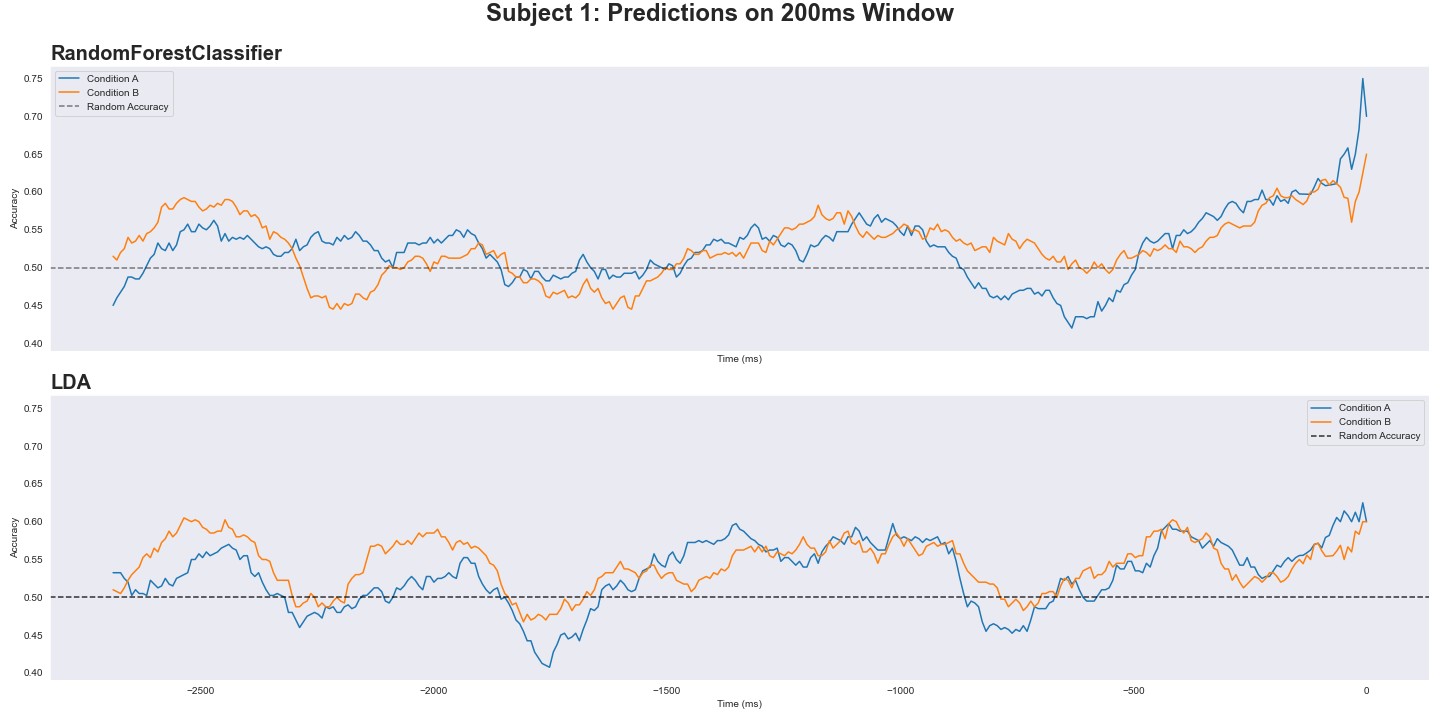 Subject 1: Predictions on 200ms Window
RandomForestClassifier
Condition A
Condition B
Random Accuracy
0.75
0.70
0.65
0.60
0.55
0.50
0.45
0.40
Accuracy
Time (ms)
LDA
Condition A
Condition B
Random Accuracy
0.75
0.70
0.65
0.60
0.55
0.50
0.45
0.40
Accuracy
−2500 −2000 −1500 −1000 −500 0
Time (ms)